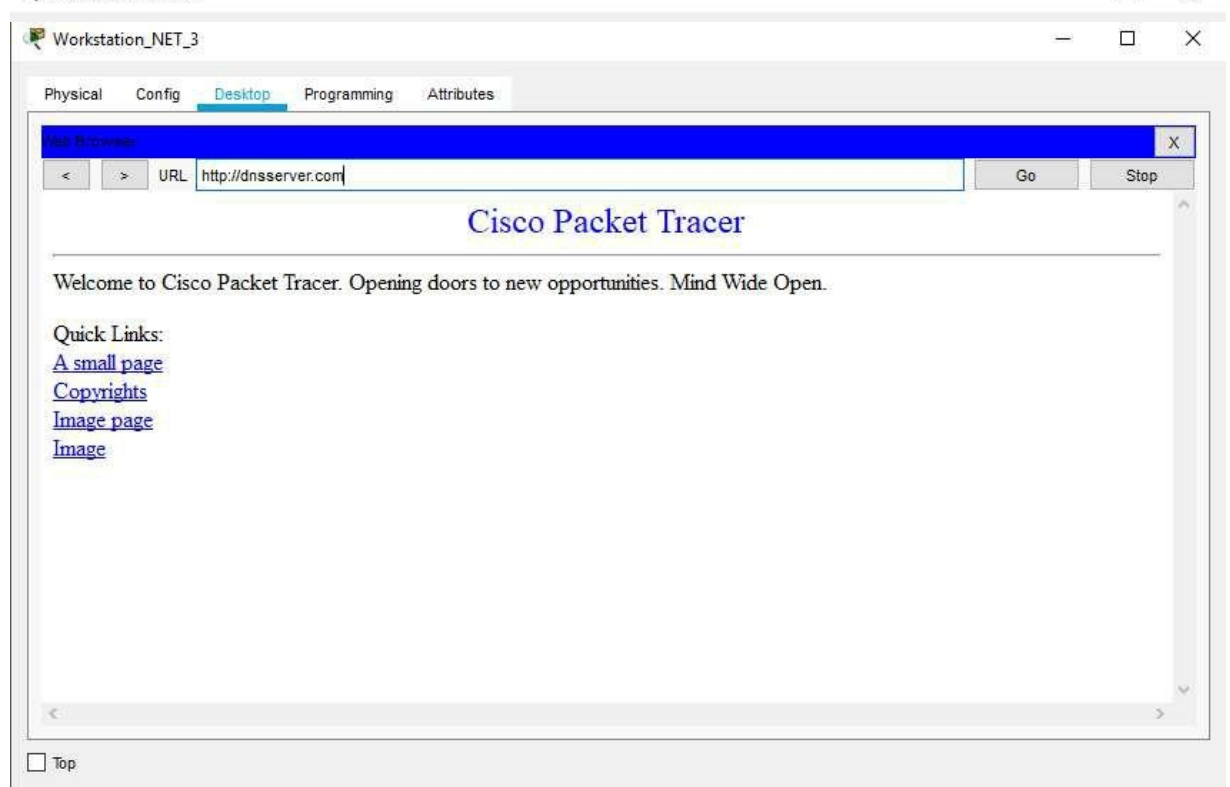 Workstation_NET_3
Physical Config Desktop Programming Attributes
Web Browser
X
< > URL http://dnsserver.com Go Stop
Cisco Packet Tracer
Welcome to Cisco Packet Tracer. Opening doors to new opportunities. Mind Wide Open.
Quick Links:
A small page
Copyrights
Image page
Image
Top